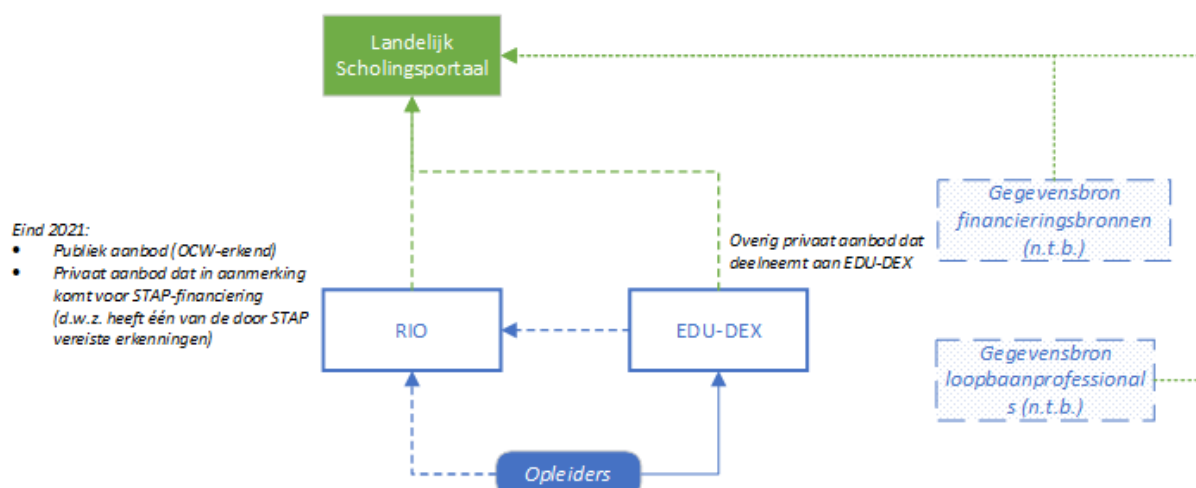 Landelijk
Scholingsportaal
Eind 2021:
• Publiek aanbod (OCW-erkend)
• Privaat aanbod dat in aanmerking
komt voor STAP-financiering
(d.w.z. heeft één van de door STAP
vereiste erkenningen)
Overig privaat aanbod dat
deelneemt aan EDU-DEX
Gegevensbron
financieringsbronnen
(n.t.b.)
RIO
EDU-DEX
Gegevensbron
loopbaanprofessional
s (n.t.b.)
Opleiders